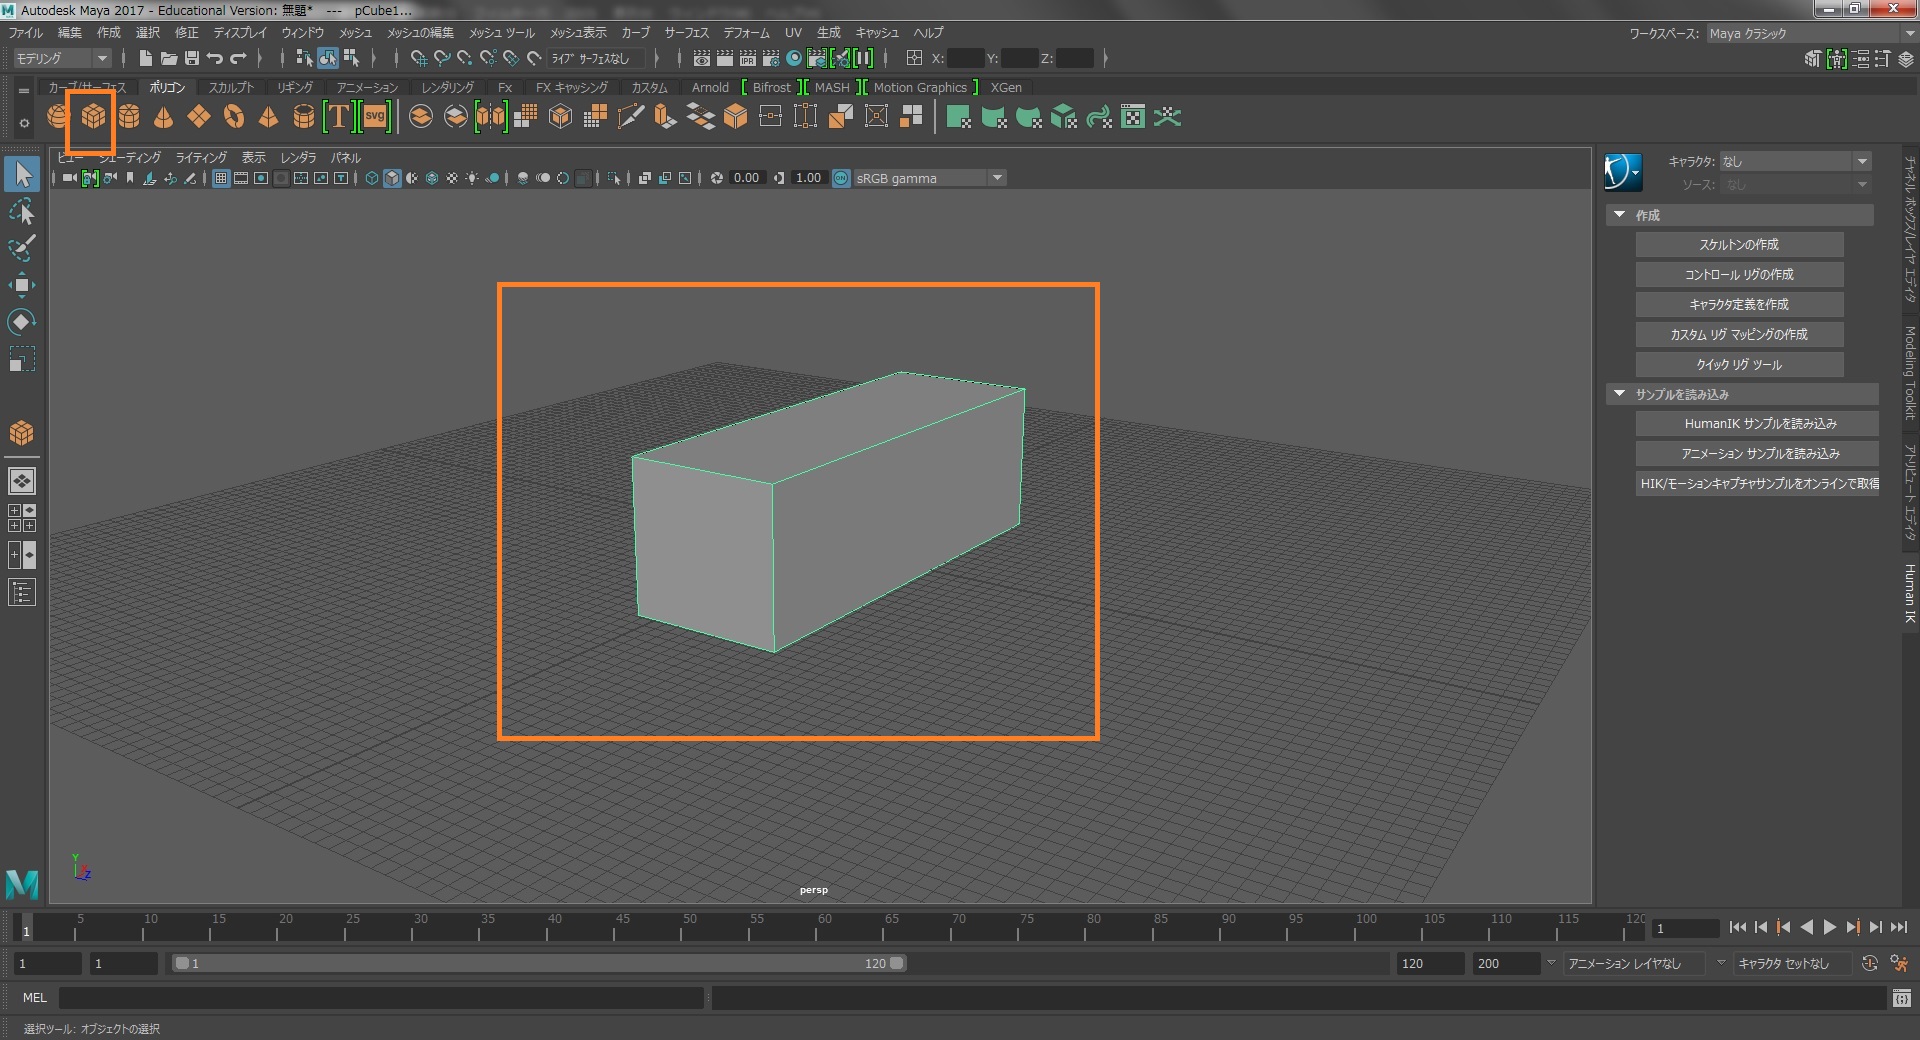 Autodesk Maya 2017 - Educational Version: 無題* --- pCube1...
ファイル 編集 作成 選択 修正 ディスプレイ ウィンドウ メッシュ メッシュの編集 メッシュ ツール メッシュ表示 カーブ サーフェス デフォーム UV 生成 キャッシュ ヘルプ
ワークスペース: Maya クラシック
モデリング ライブ サーフェスなし X: Y: Z:
カーブ/サーフェス ポリゴン スカルプト リギング アニメーション レンダリング Fx FX キャッシング カスタム Arnold Bifrost MASH Motion Graphics XGen
T svg IPR
ビュー シェーディング ライティング 表示 レンダラ パネル
0.00 1.00 ON sRGB gamma
キャラクタ: なし
ソース: なし
作成
スケルトンの作成
コントロール リグの作成
キャラクタ定義を作成
カスタム リグ マッピングの作成
クイック リグ ツール
サンプルを読み込み
HumanIK サンプルを読み込み
アニメーション サンプルを読み込み
HIK/モーションキャプチャサンプルをオンラインで取得
チャネル ボックス/レイヤ エディタ
Modeling Toolkit
アトリビュート エディタ
Human IK
Y
Z
persp
M
1 5 10 15 20 25 30 35 40 45 50 55 60 65 70 75 80 85 90 95 100 105 110 115 120
1
1 1 1 120 120 200 アニメーション レイヤなし キャラクタ セットなし
MEL
選択ツール: オブジェクトの選択